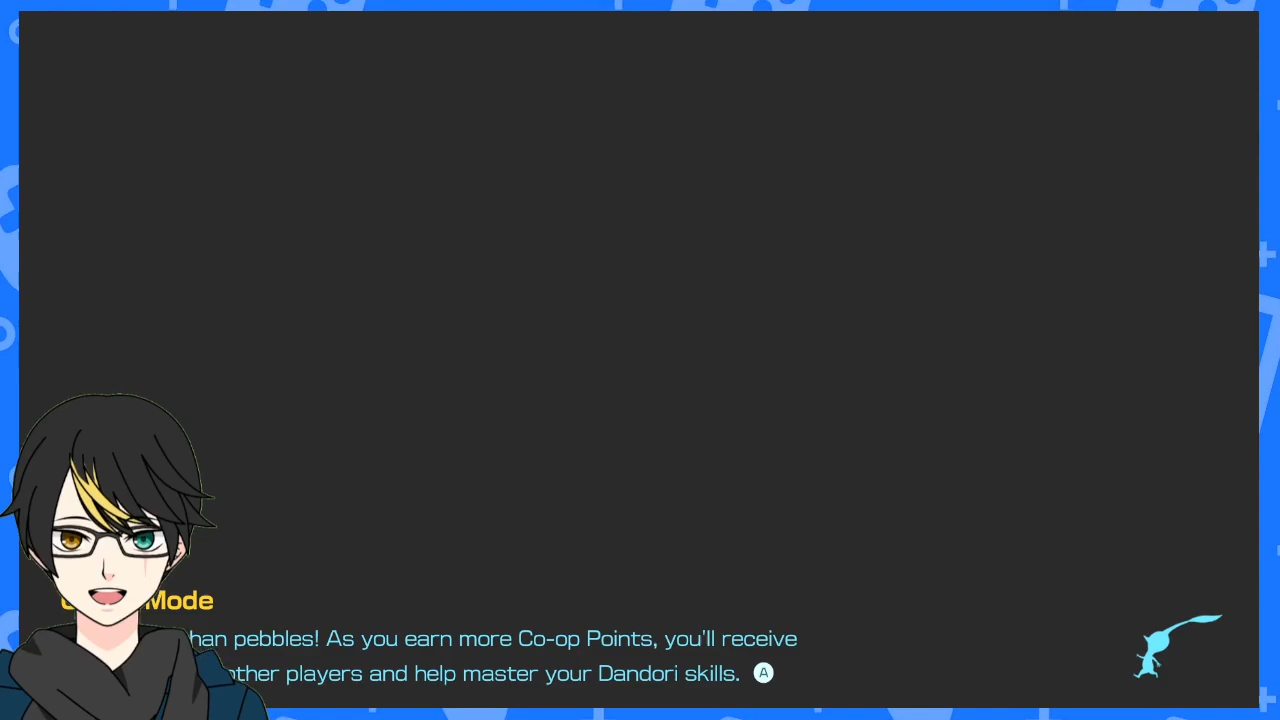 Mode
han pebbles! As you earn more Co-op Points, you'll receive
other players and help master your Dandori skills. A